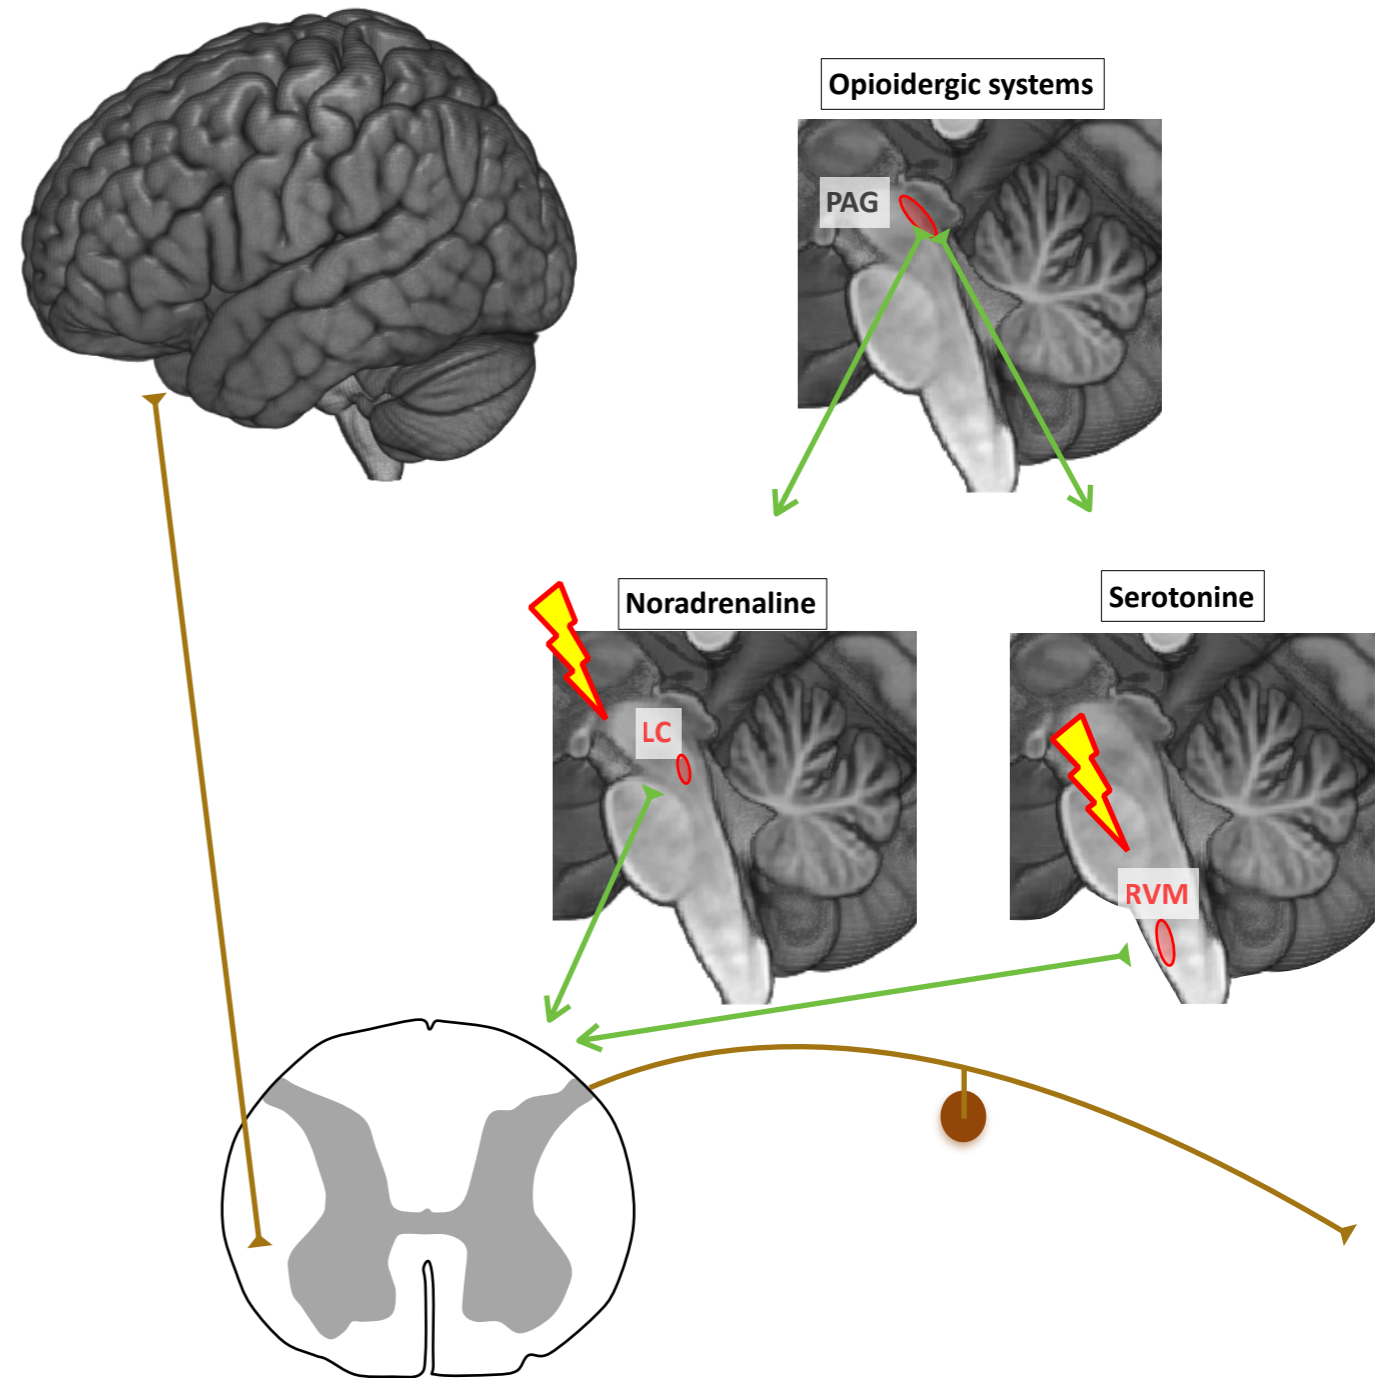 Opioidergic systems
PAG
Noradrenaline
Serotonine
LC
RVM